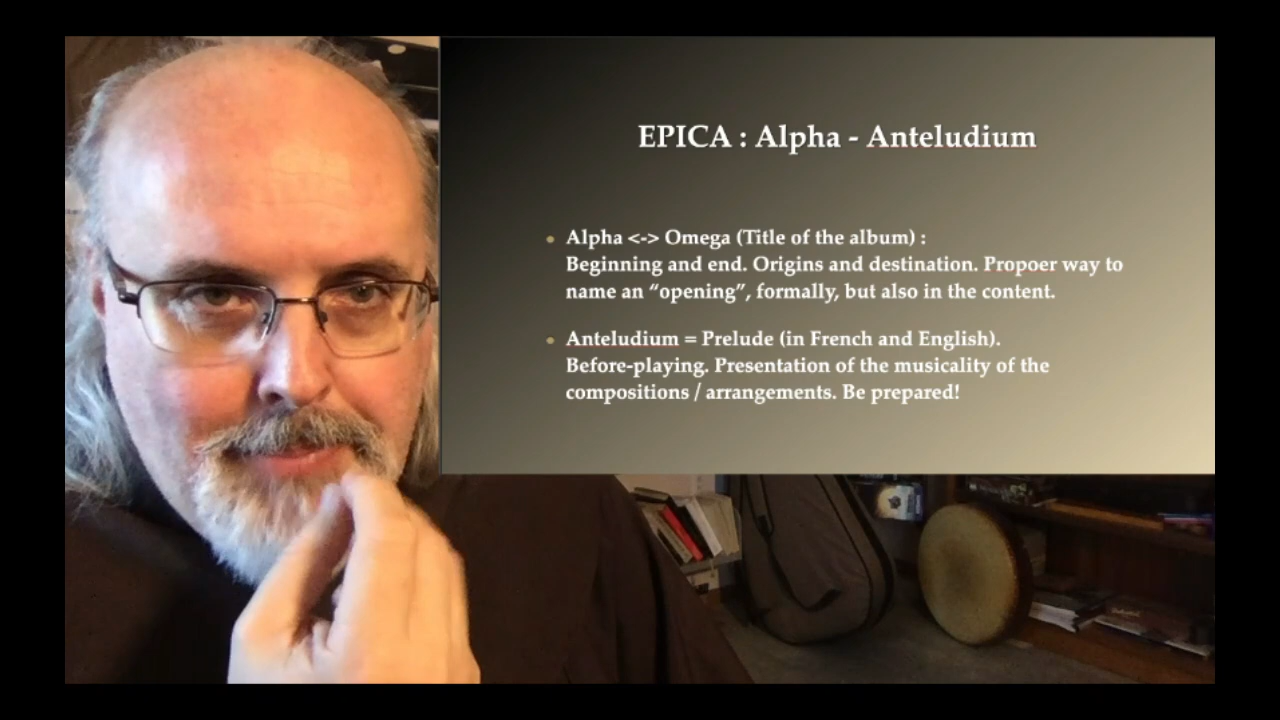 EPICA : Alpha - Anteludium
Alpha <-> Omega (Title of the album) :
Beginning and end. Origins and destination. Propoer way to
name an “opening”, formally, but also in the content.
Anteludium = Prelude (in French and English).
Before-playing. Presentation of the musicality of the
compositions / arrangements. Be prepared!